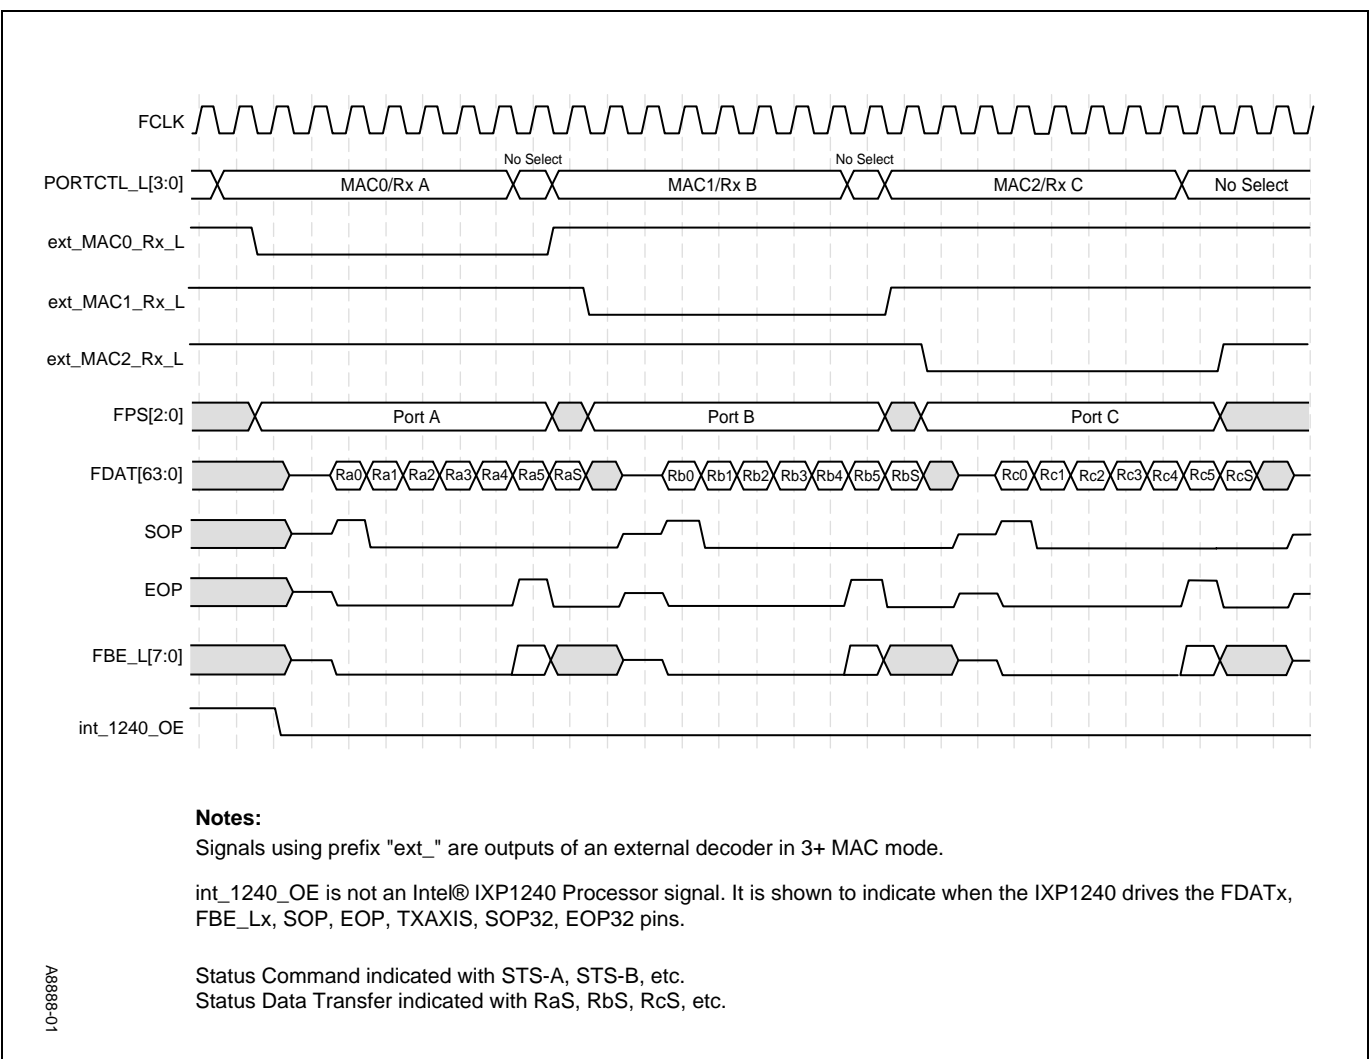 FCLK
No Select No Select
PORTCTL_L[3:0] MAC0/Rx A MAC1/Rx B MAC2/Rx C No Select
ext_MAC0_Rx_L
ext_MAC1_Rx_L
ext_MAC2_Rx_L
FPS[2:0] Port A Port B Port C
FDAT[63:0] Ra0 Ra1 Ra2 Ra3 Ra4 Ra5 RaS Rb0 Rb1 Rb2 Rb3 Rb4 Rb5 RbS Rc0 Rc1 Rc2 Rc3 Rc4 Rc5 RcS
SOP
EOP
FBE_L[7:0]
int_1240_OE
Notes:
Signals using prefix "ext_" are outputs of an external decoder in 3+ MAC mode.
int_1240_OE is not an Intel® IXP1240 Processor signal. It is shown to indicate when the IXP1240 drives the FDATx,
FBE_Lx, SOP, EOP, TXAXIS, SOP32, EOP32 pins.
Status Command indicated with STS-A, STS-B, etc.
Status Data Transfer indicated with RaS, RbS, RcS, etc.
A8888-01